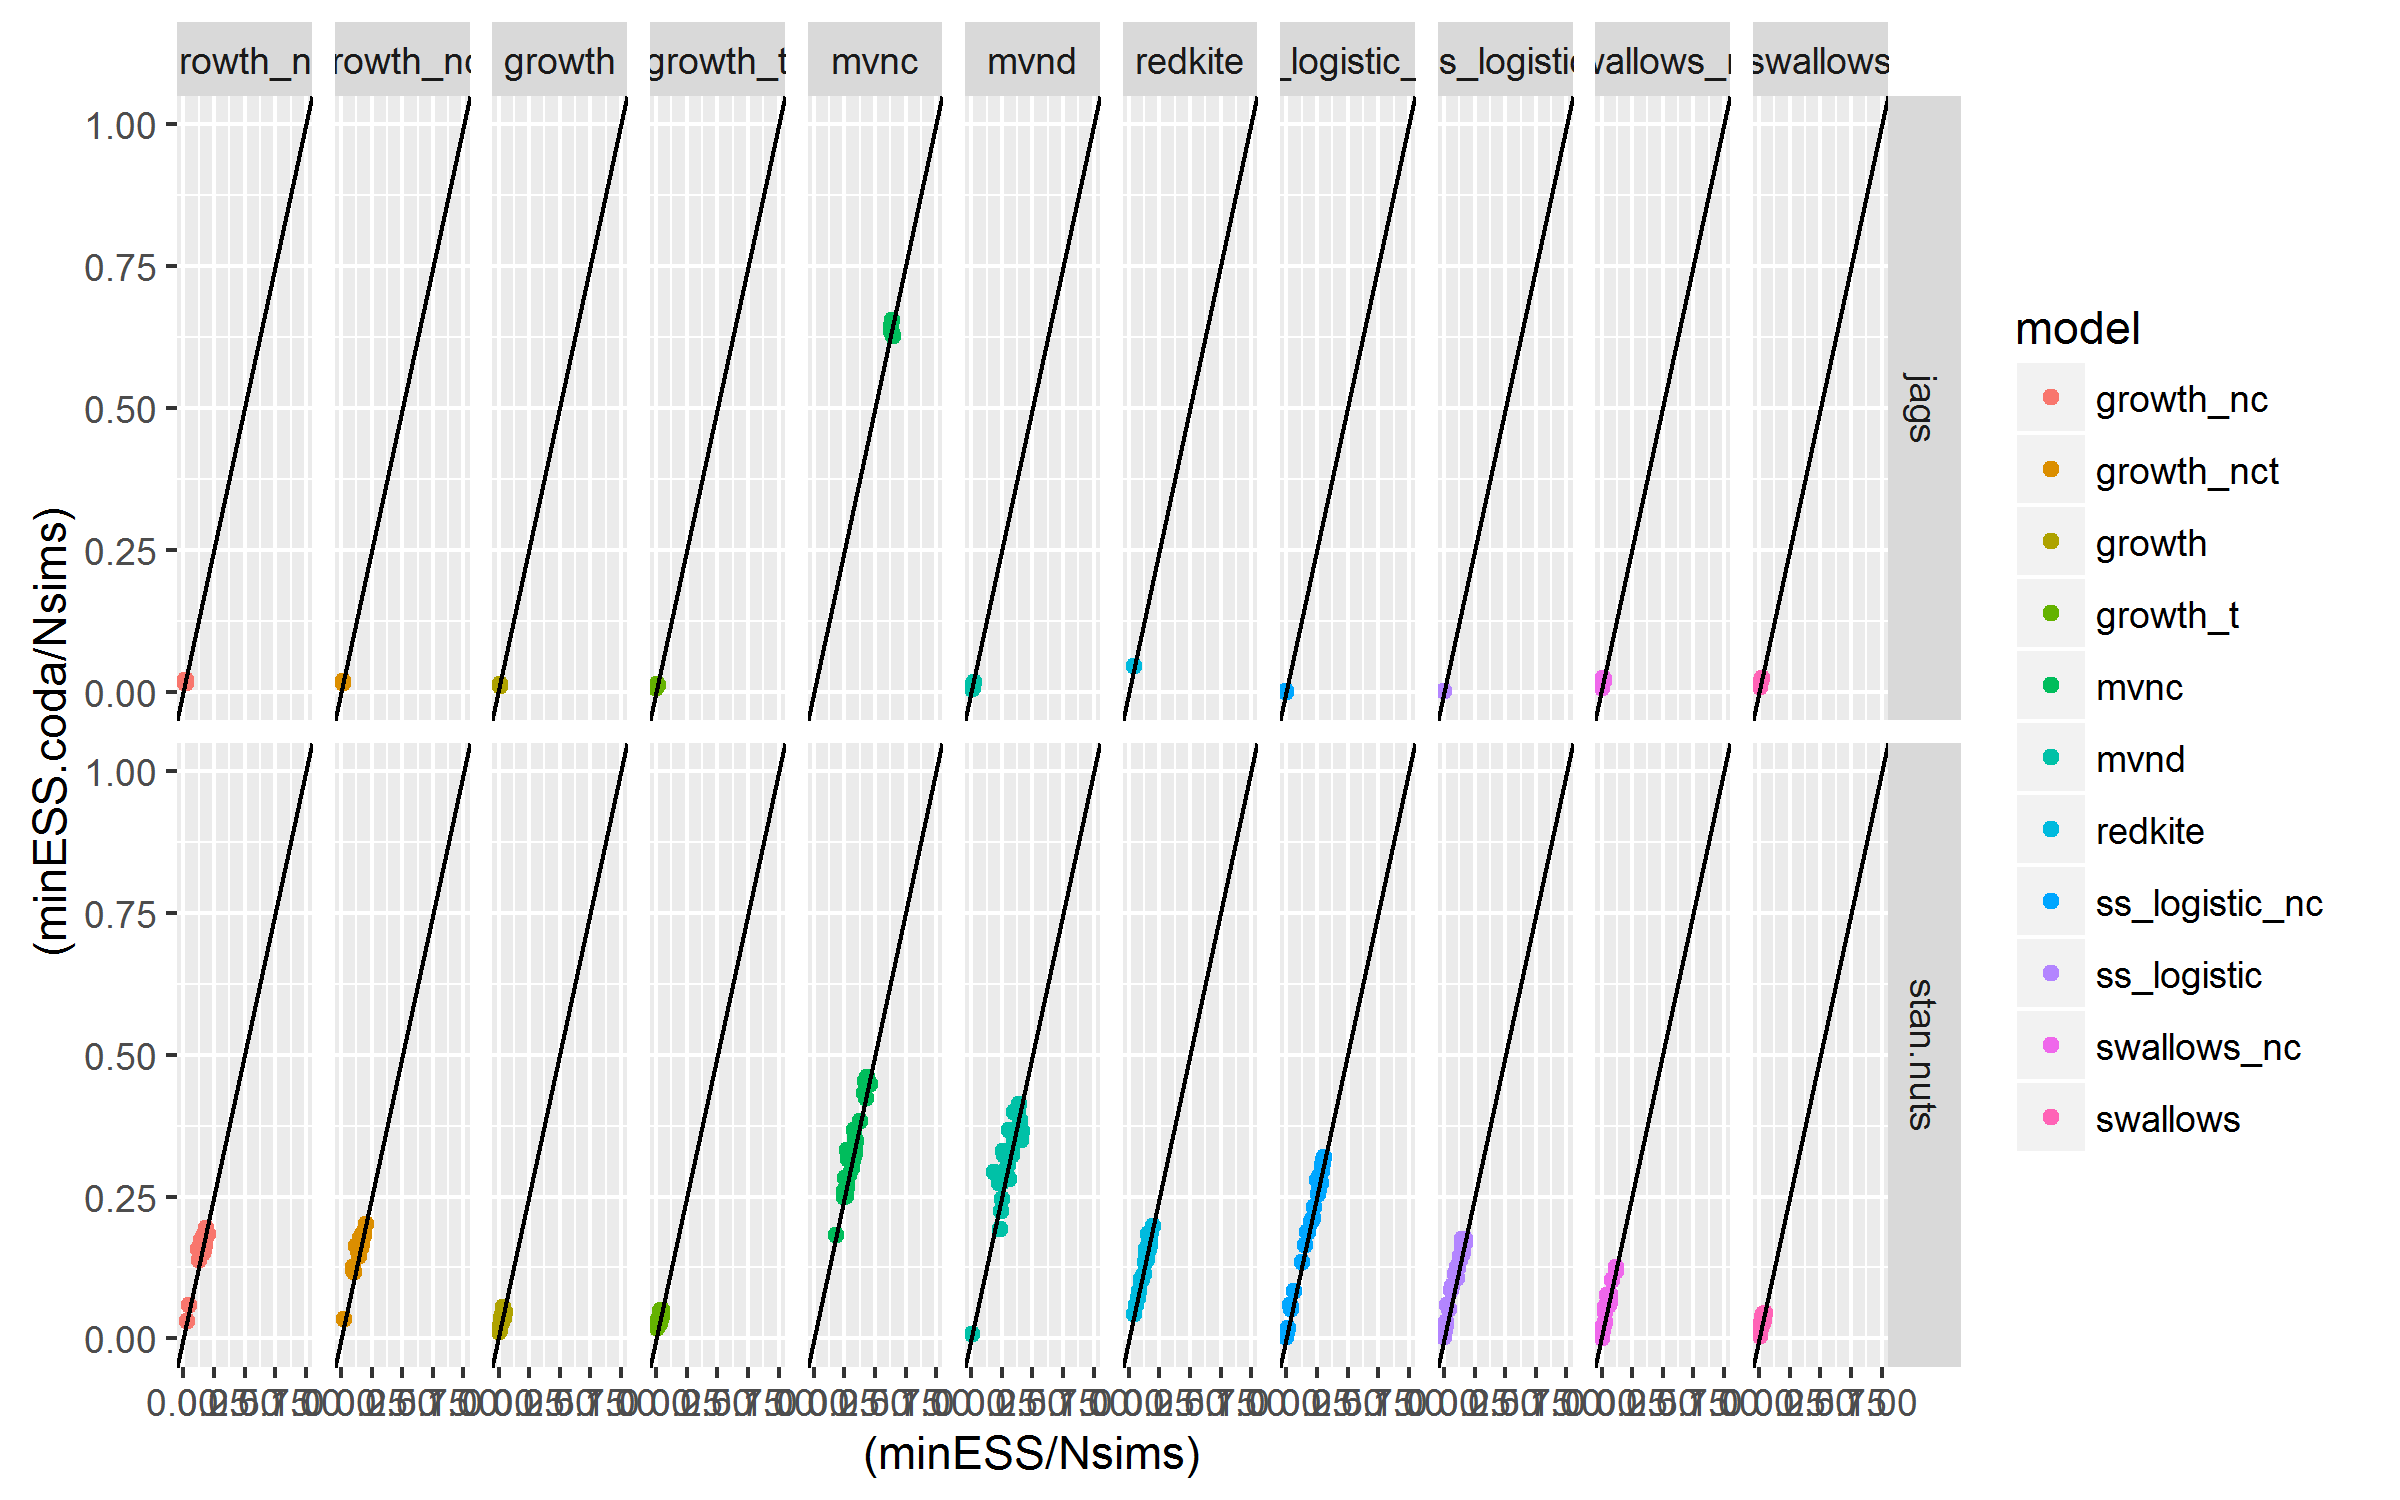 rowth_n
rowth_nc
growth
growth_t
mvnc
mvnd
redkite
_logistic_
s_logistic
wallows_n
swallows
1.00
0.75
0.50
0.25
0.00
jags
1.00
0.75
0.50
0.25
0.00
stan.nuts
(minESS.coda/Nsims)
(minESS/Nsims)
model
growth_nc
growth_nct
growth
growth_t
mvnc
mvnd
redkite
ss_logistic_nc
ss_logistic
swallows_nc
swallows